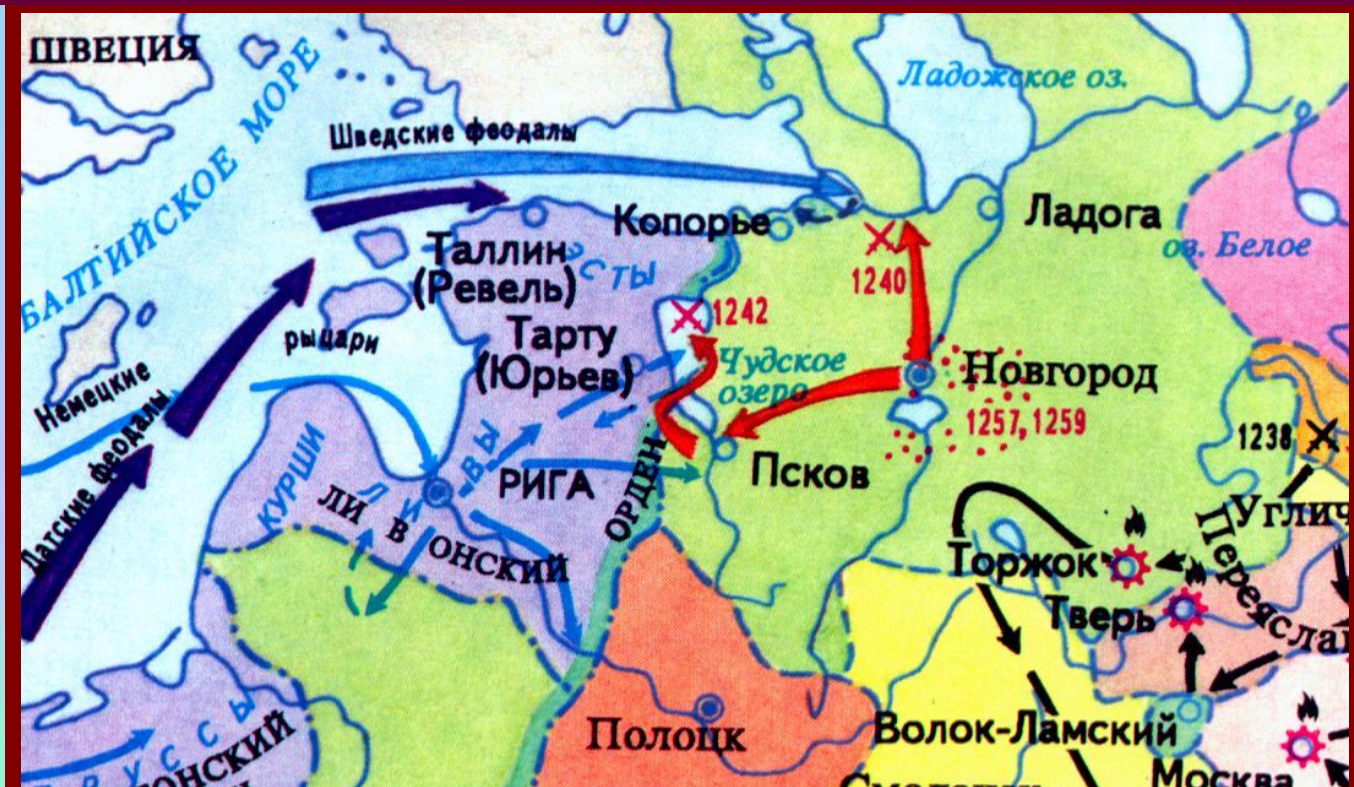 ШВЕЦИЯ
БАЛТИЙСКОЕ МОРЕ
Ладожское оз.
Шведские феодалы
Копорье
Ладога
оз. Белое
Таллин
(Ревель)
эсты
1240
1242
Тарту
(Юрьев)
рыцари
Чудское
озеро
Новгород
1257, 1259
Немецкие
Датские феодалы
1238
КУРШИ
ЛИВЫ
РИГА
ОРДЕН
Псков
ЛИВОНСКИЙ
Углич
Торжок
Переяслав
Тверь
Полоцк
Волок-Ламский
Москва